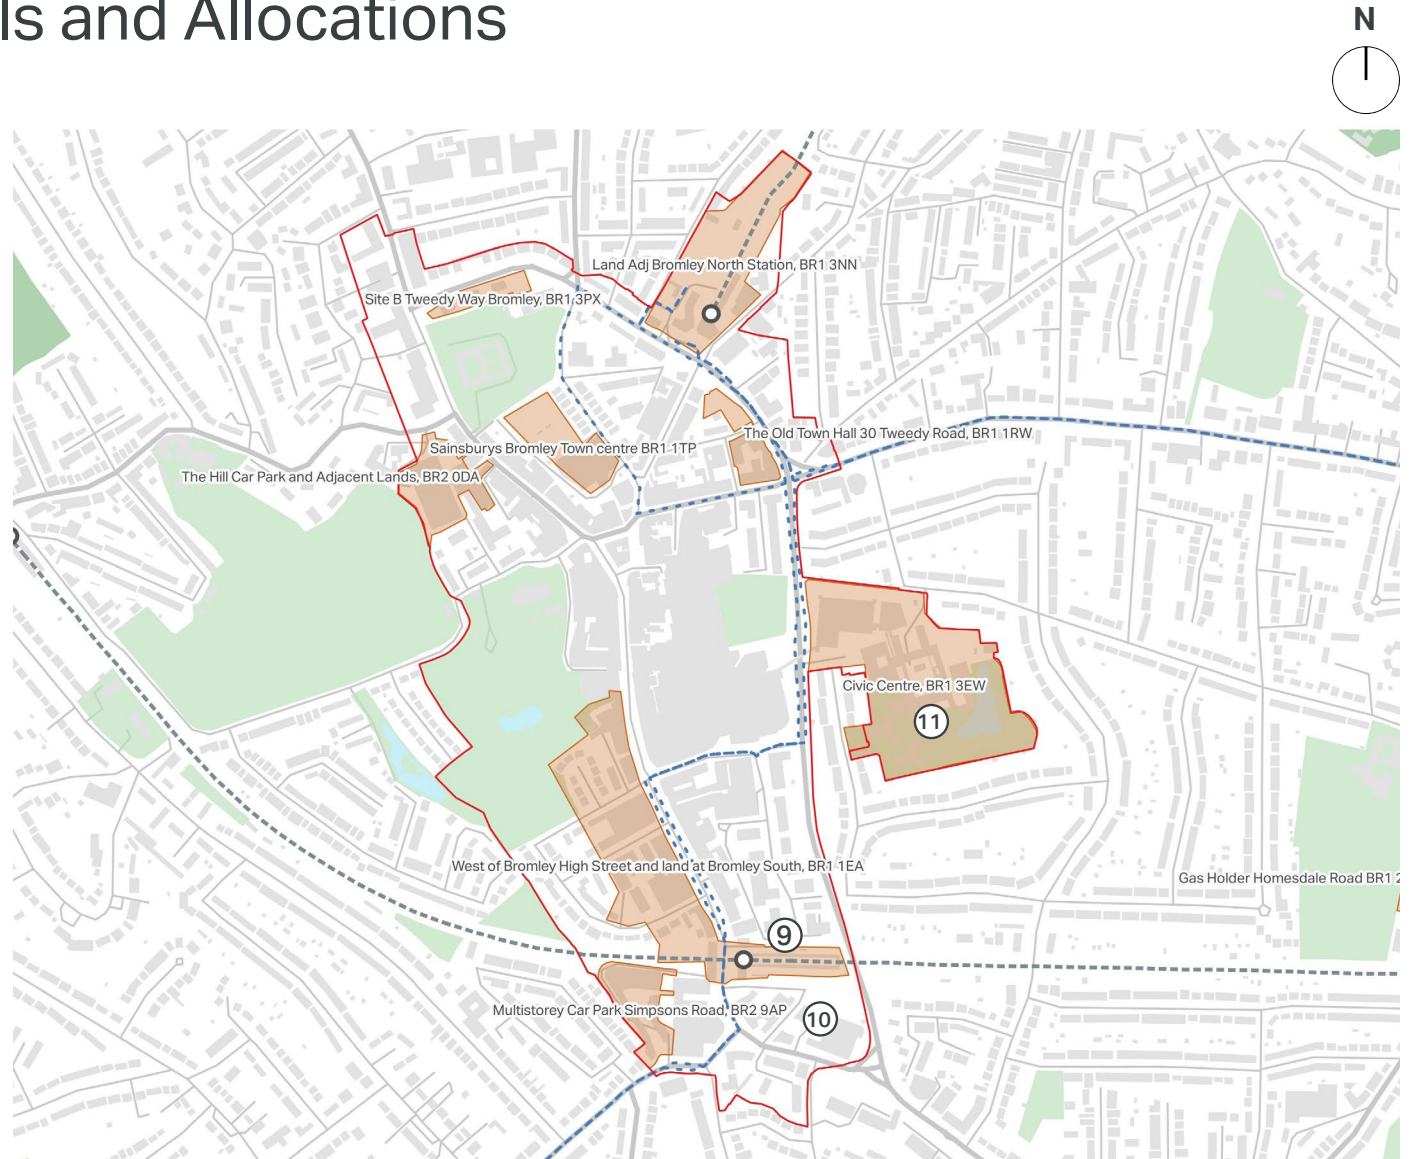 ls and Allocations
N
Land Adj Bromley North Station, BR1 3NN
Site B Tweedy Way Bromley, BR1 3PX
The Old Town Hall 30 Tweedy Road, BR1 1RW
Sainsburys Bromley Town centre BR1 1TP
The Hill Car Park and Adjacent Lands, BR2 0DA
Civic Centre, BR1 3EW
11
West of Bromley High Street and land at Bromley South, BR1 1EA
Gas Holder Homesdale Road BR1 2
9
Multistorey Car Park Simpsons Road, BR2 9AP
10